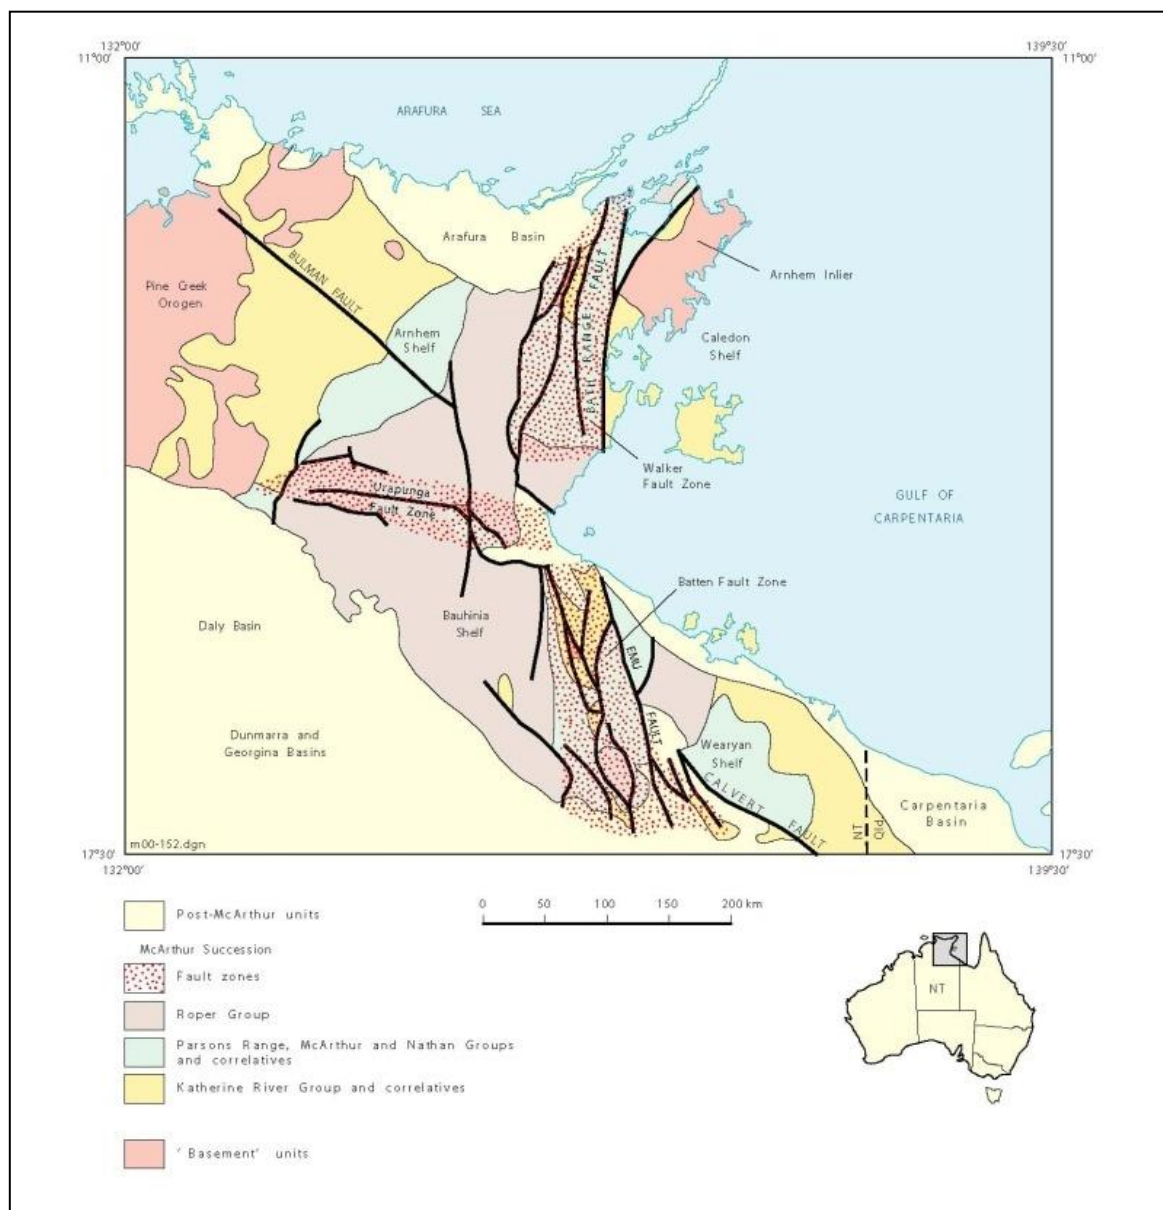 132°00'
139°30'
11°00'
11°00'
ARAFURA SEA
Arafura Basin
BULMAN FAULT
Pine Creek
Orogen
Arnhem
Shelf
BATH RANGE FAULT
Arnhem Inlier
Caledon
Shelf
Walker
Fault Zone
Urapunga
Fault Zone
GULF OF
CARPENTARIA
Batten Fault Zone
Daly Basin
Bauhinia
Shelf
EMU
FAULT
Dunmarra and
Georgina Basins
Wearyan
Shelf
CALVERT FAULT
Carpentaria
Basin
NT
Qld
m00-152.dgn
17°30'
17°30'
132°00'
139°30'
Post-McArthur units
McArthur Succession
Fault zones
Roper Group
Parsons Range, McArthur and Nathan Groups
and correlatives
Katherine River Group and correlatives
'Basement' units
0 50 100 150 200 km
NT